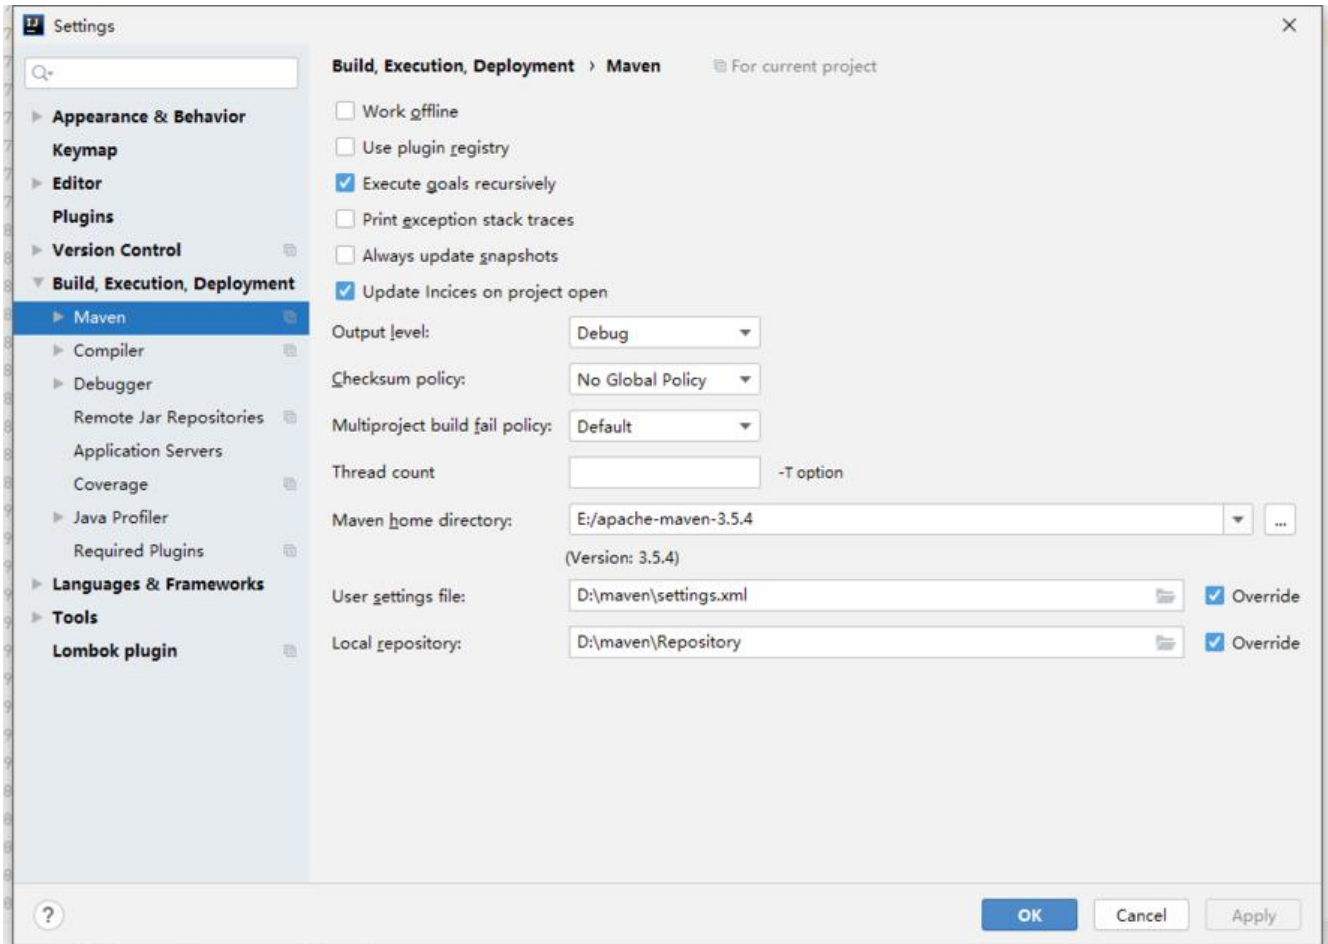 Settings
Appearance & Behavior
Keymap
Editor
Plugins
Version Control
Build, Execution, Deployment
Maven
Compiler
Debugger
Remote Jar Repositories
Application Servers
Coverage
Java Profiler
Required Plugins
Languages & Frameworks
Tools
Lombok plugin
Build, Execution, Deployment › Maven For current project
Work offline
Use plugin registry
Execute goals recursively
Print exception stack traces
Always update snapshots
Update Incices on project open
Output level: Debug
Checksum policy: No Global Policy
Multiproject build fail policy: Default
Thread count -T option
Maven home directory: E:/apache-maven-3.5.4 ...
(Version: 3.5.4)
User settings file: D:\maven\settings.xml Override
Local repository: D:\maven\Repository Override
? OK Cancel Apply